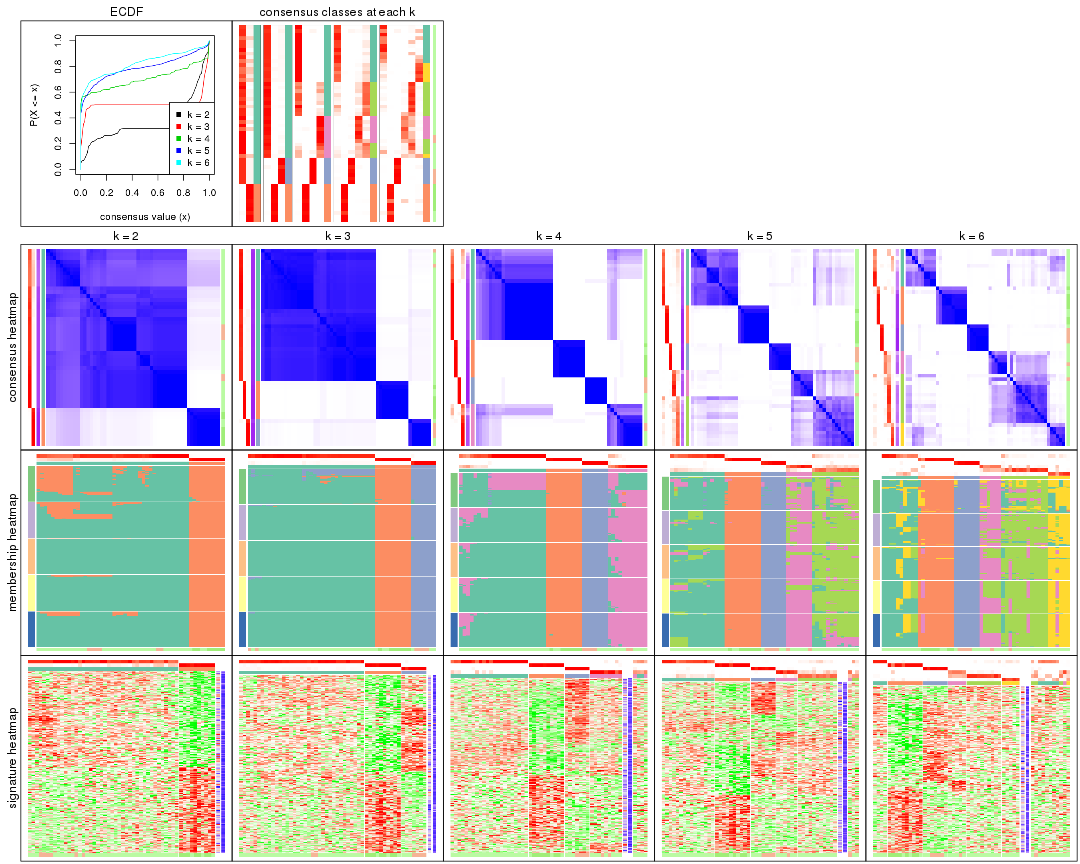 ECDF
consensus classes at each k
P(X <= x)
0.0 0.2 0.4 0.6 0.8 1.0
k = 2
k = 3
k = 4
k = 5
k = 6
0.0 0.2 0.4 0.6 0.8 1.0
consensus value (x)
k = 2
k = 3
k = 4
k = 5
k = 6
consensus heatmap
membership heatmap
signature heatmap